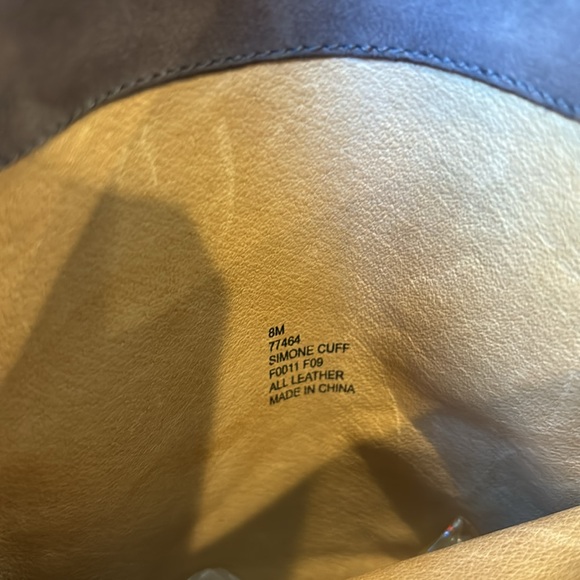 8M
77464
SIMONE CUFF
F0011 F09
ALL LEATHER
MADE IN CHINA